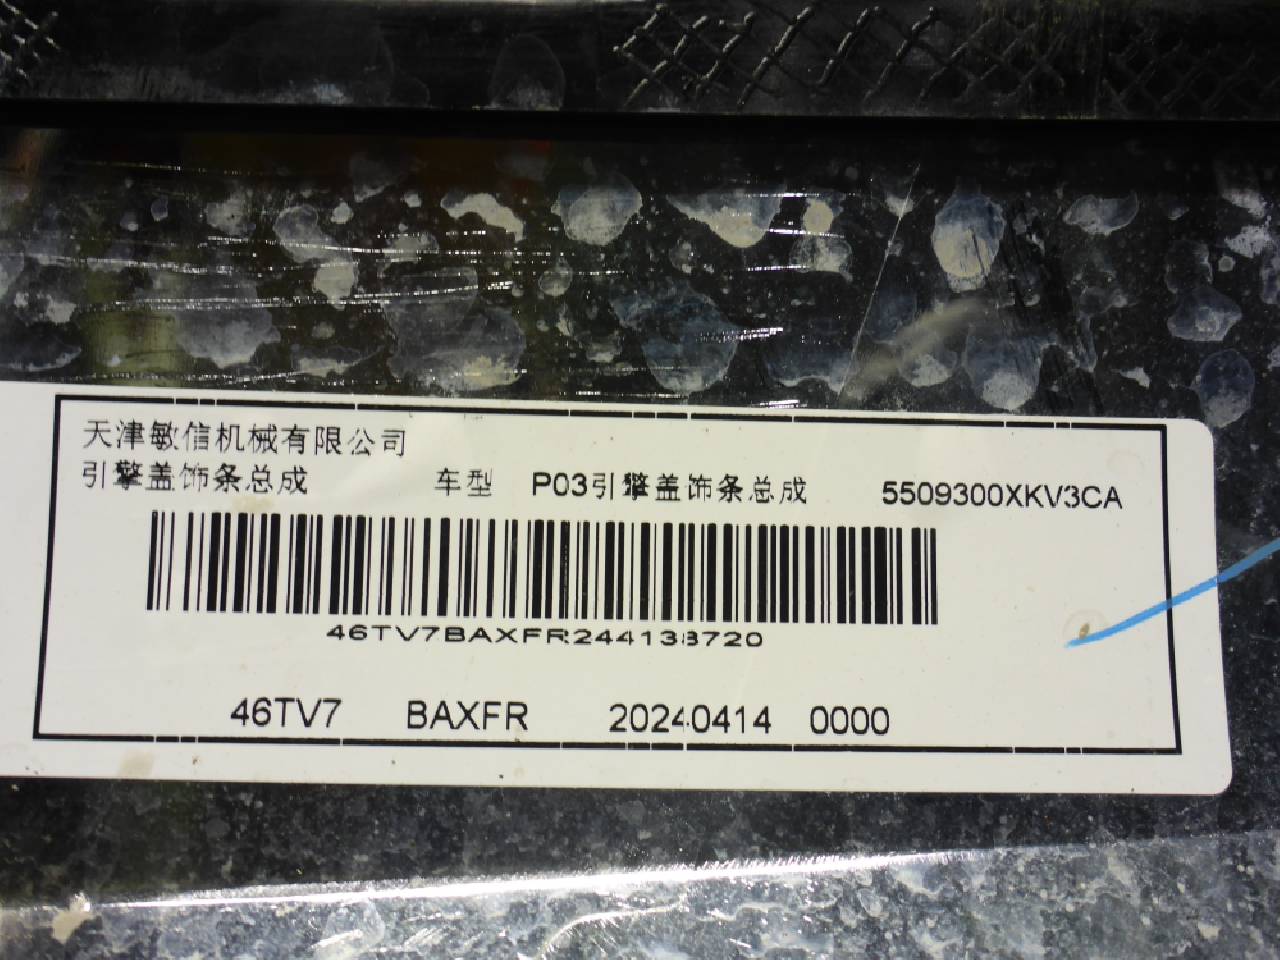 天津敏信机械有限公司
引擎盖饰条总成 车型 P03引擎盖饰条总成 5509300XKV3CA
46TV7BAXFR244138720
46TV7 BAXFR 20240414 0000